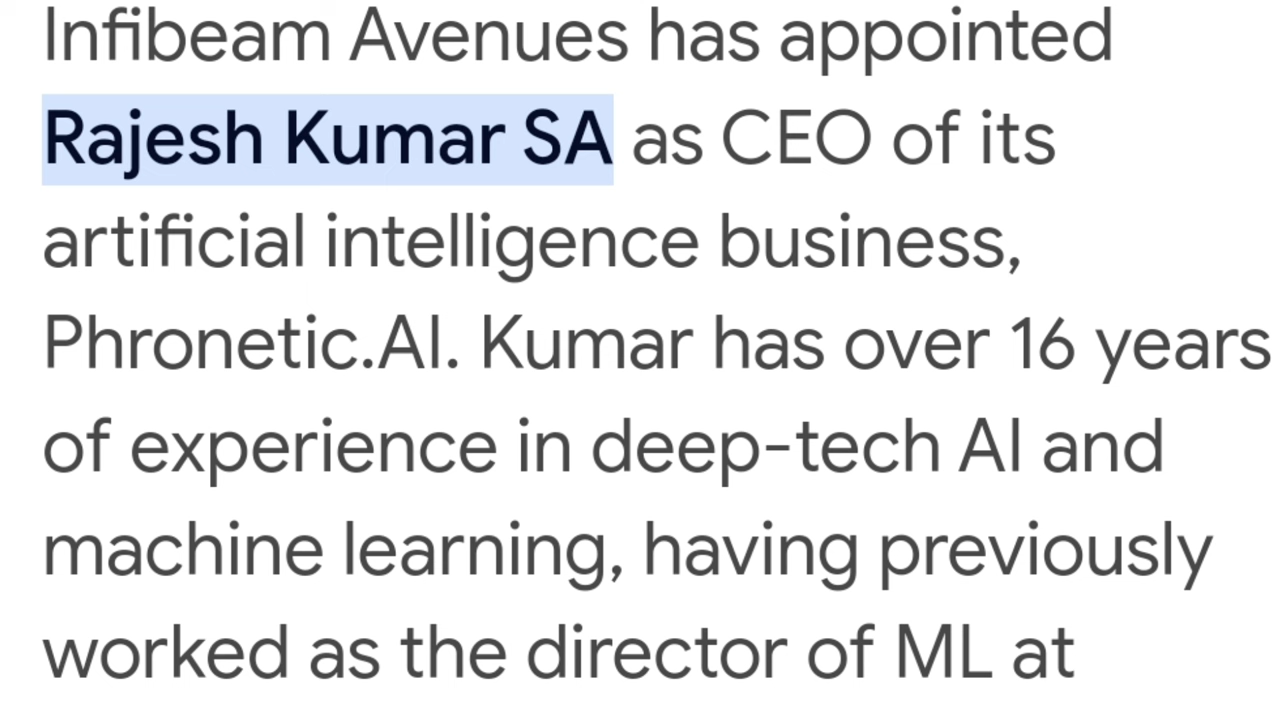 Infibeam Avenues has appointed
Rajesh Kumar SA as CEO of its
artificial intelligence business,
Phronetic.AI. Kumar has over 16 years
of experience in deep-tech AI and
machine learning, having previously
worked as the director of ML at